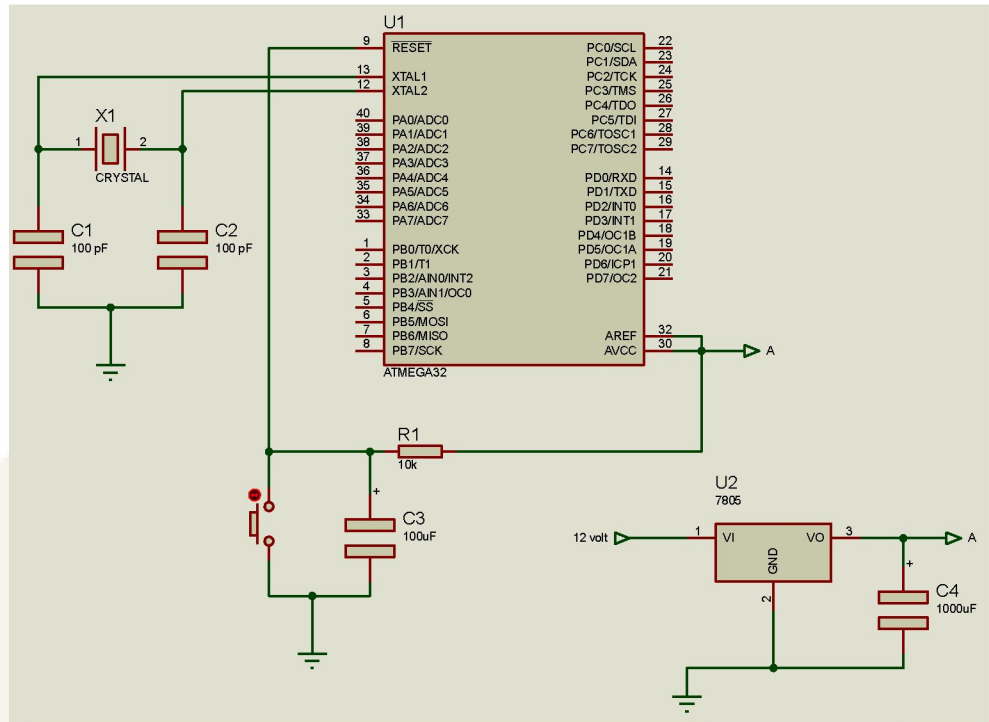 U1
9 RESET
13 XTAL1
12 XTAL2
40 PA0/ADC0
39 PA1/ADC1
38 PA2/ADC2
37 PA3/ADC3
36 PA4/ADC4
35 PA5/ADC5
34 PA6/ADC6
33 PA7/ADC7
1 PB0/T0/XCK
2 PB1/T1
3 PB2/AIN0/INT2
4 PB3/AIN1/OC0
5 PB4/SS
6 PB5/MOSI
7 PB6/MISO
8 PB7/SCK
PC0/SCL 22
PC1/SDA 23
PC2/TCK 24
PC3/TMS 25
PC4/TDO 26
PC5/TDI 27
PC6/TOSC1 28
PC7/TOSC2 29
PD0/RXD 14
PD1/TXD 15
PD2/INT0 16
PD3/INT1 17
PD4/OC1B 18
PD5/OC1A 19
PD6/ICP1 20
PD7/OC2 21
AREF 32
AVCC 30
A
ATMEGA32
X1
1 2
CRYSTAL
C1
100 pF
C2
100 pF
R1
10k
+
C3
100uF
U2
7805
12 volt
1 VI VO 3
GND
2
A
+
C4
1000uF